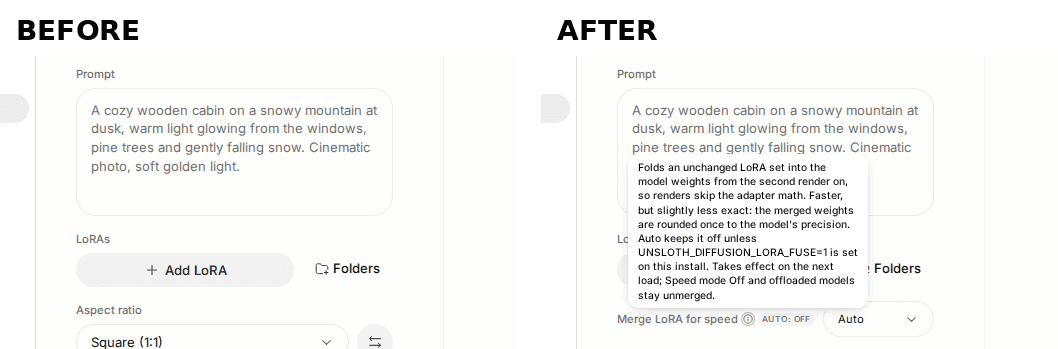 BEFORE
Prompt
A cozy wooden cabin on a snowy mountain at
dusk, warm light glowing from the windows,
pine trees and gently falling snow. Cinematic
photo, soft golden light.
LoRAs
Add LoRA
Folders
Aspect ratio
Square (1:1)
AFTER
Prompt
A cozy wooden cabin on a snowy mountain at
dusk, warm light glowing from the windows,
pine trees and gently falling snow. Cinematic
Folds an unchanged LoRA set into the
model weights from the second render on,
so renders skip the adapter math. Faster,
but slightly less exact: the merged weights
are rounded once to the model's precision.
Auto keeps it off unless
UNSLOTH_DIFFUSION_LORA_FUSE=1 is set
on this install. Takes effect on the next
load; Speed mode Off and offloaded models
stay unmerged.
Lo
Folders
Merge LoRA for speed
AUTO: OFF
Auto